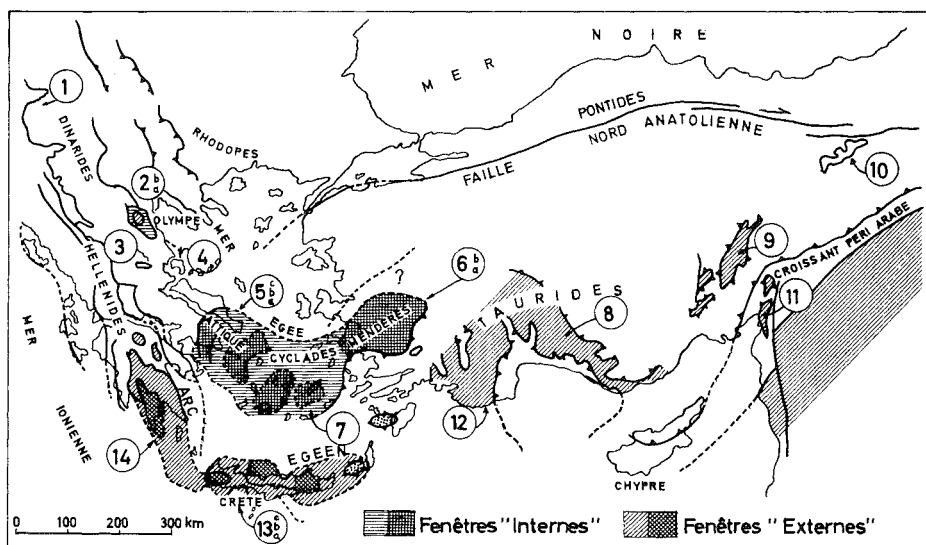 MER NOIRE
1
DINARIDES
RHODOPES
PONTIDES
FAILLE NORD ANATOLIENNE
10
2 b a
OLYMPE
MER
3
4
HELLENIDES
5 c b a
EGEE
?
6 b a
9
CROISSANT PERI ARABE
MER
IONIENNE
ATTIQUE
CYCLADES
MENDERES
TAURIDES
8
11
ARC
7
12
14
EGEEN
CRETE
CHYPRE
13 c b a
0 100 200 300 km
Fenêtres "Internes"
Fenêtres "Externes"